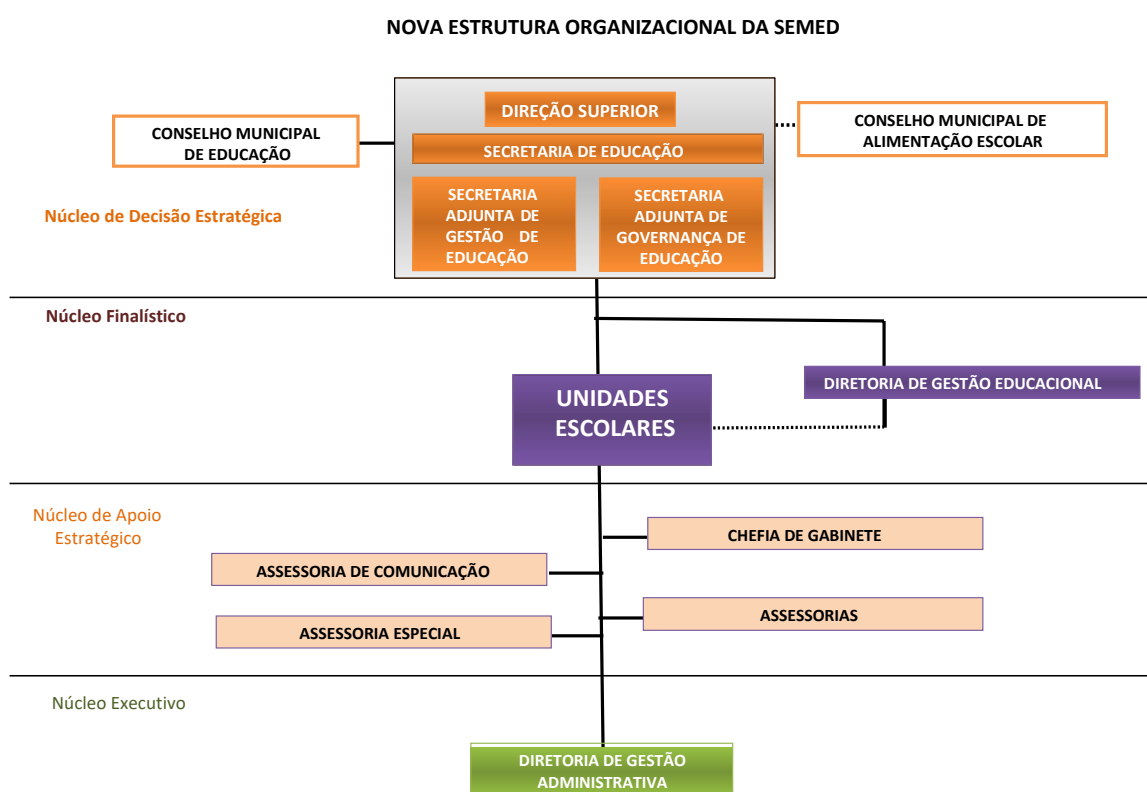 NOVA ESTRUTURA ORGANIZACIONAL DA SEMED
DIREÇÃO SUPERIOR
CONSELHO MUNICIPAL
DE EDUCAÇÃO
CONSELHO MUNICIPAL DE
ALIMENTAÇÃO ESCOLAR
SECRETARIA DE EDUCAÇÃO
Núcleo de Decisão Estratégica
SECRETARIA
ADJUNTA DE
GESTÃO DE
EDUCAÇÃO
SECRETARIA
ADJUNTA DE
GOVERNANÇA DE
EDUCAÇÃO
Núcleo Finalístico
DIRETORIA DE GESTÃO EDUCACIONAL
UNIDADES
ESCOLARES
Núcleo de Apoio
Estratégico
CHEFIA DE GABINETE
ASSESSORIA DE COMUNICAÇÃO
ASSESSORIAS
ASSESSORIA ESPECIAL
Núcleo Executivo
DIRETORIA DE GESTÃO
ADMINISTRATIVA